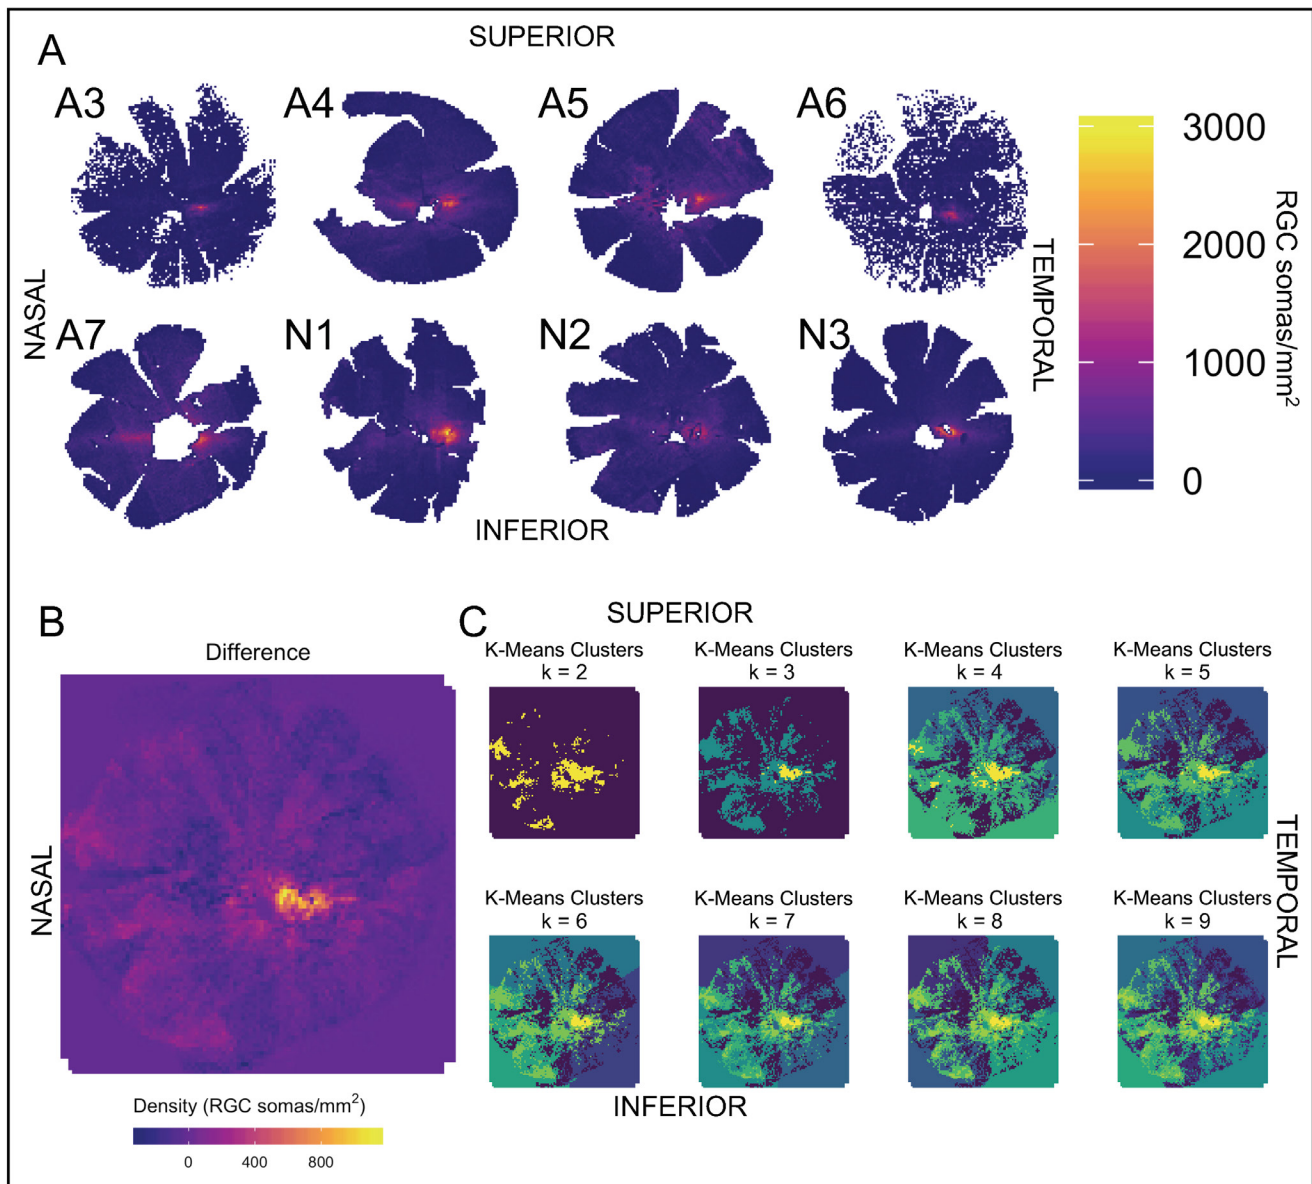 A
SUPERIOR
A3
A4
A5
A6
NASAL
A7
N1
N2
N3
INFERIOR
TEMPORAL
3000
2000
1000
0
RGC somas/mm²
B
Difference
NASAL
Density (RGC somas/mm²)
0 400 800
C
SUPERIOR
K-Means Clusters
k = 2
K-Means Clusters
k = 3
K-Means Clusters
k = 4
K-Means Clusters
k = 5
K-Means Clusters
k = 6
K-Means Clusters
k = 7
K-Means Clusters
k = 8
K-Means Clusters
k = 9
TEMPORAL
INFERIOR